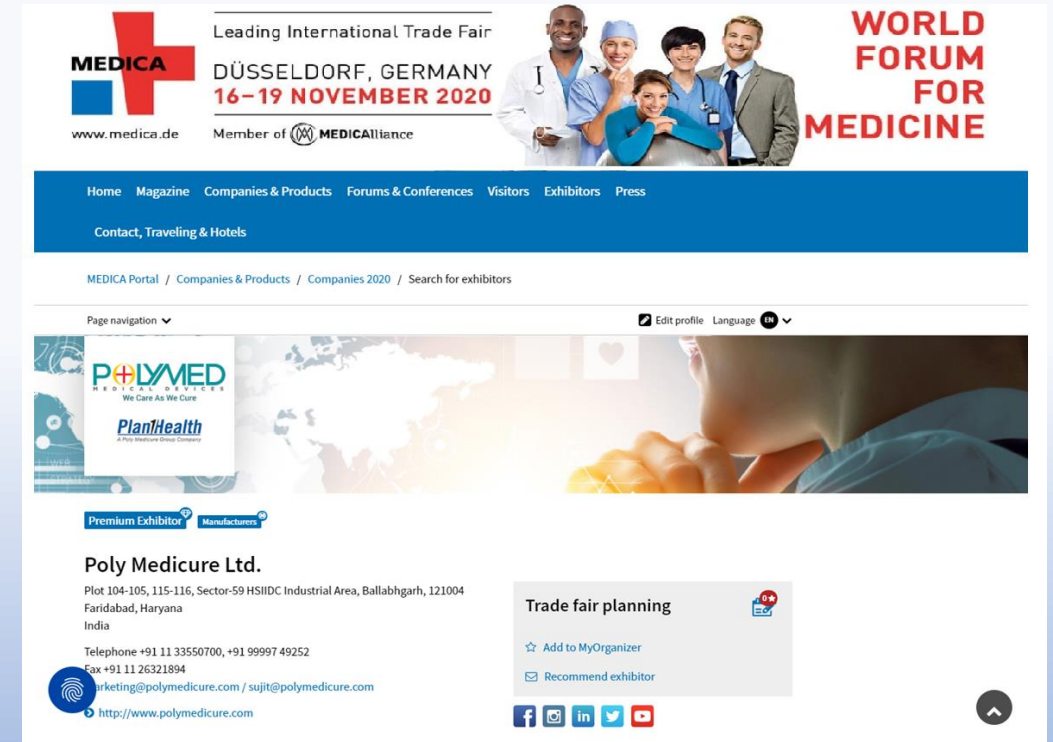 MEDICA
www.medica.de
Leading International Trade Fair
DÜSSELDORF, GERMANY
16–19 NOVEMBER 2020
Member of MEDICAlliance
WORLD
FORUM
FOR
MEDICINE
Home Magazine Companies & Products Forums & Conferences Visitors Exhibitors Press
Contact, Traveling & Hotels
MEDICA Portal / Companies & Products / Companies 2020 / Search for exhibitors
Page navigation
Edit profile Language EN
POLYMED
MEDICAL DEVICES
We Care As We Cure
Plan1Health
A Poly Medicure Group Company
Premium Exhibitor
Manufacturers
Poly Medicure Ltd.
Plot 104-105, 115-116, Sector-59 HSIIDC Industrial Area, Ballabhgarh, 121004
Faridabad, Haryana
India
Telephone +91 11 33550700, +91 99997 49252
Fax +91 11 26321894
arketing@polymedicure.com / sujit@polymedicure.com
http://www.polymedicure.com
Trade fair planning
0
Add to MyOrganizer
Recommend exhibitor